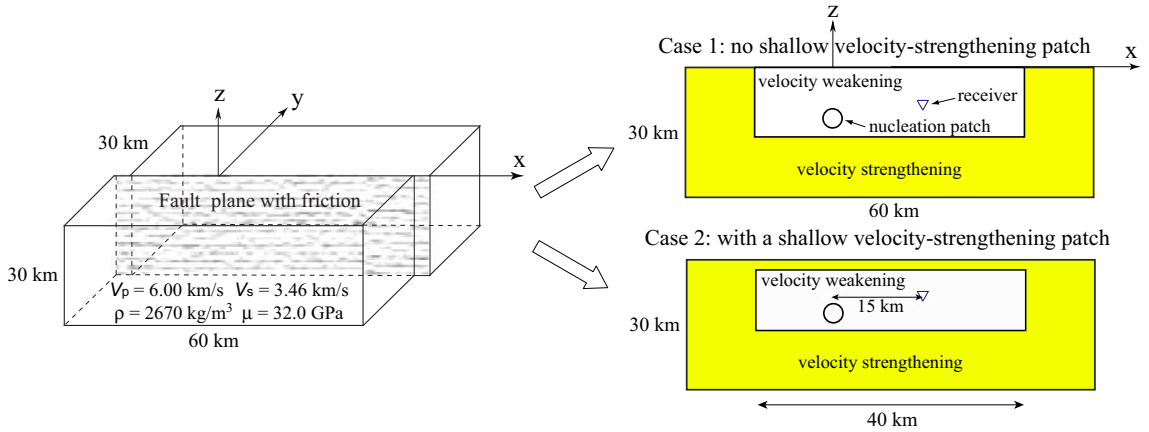 z
y
30 km
x
Fault plane with friction
30 km
Vp = 6.00 km/s Vs = 3.46 km/s
ρ = 2670 kg/m³ μ = 32.0 GPa
60 km
z
Case 1: no shallow velocity-strengthening patch
x
velocity weakening
receiver
nucleation patch
30 km
velocity strengthening
60 km
Case 2: with a shallow velocity-strengthening patch
velocity weakening
15 km
30 km
velocity strengthening
40 km